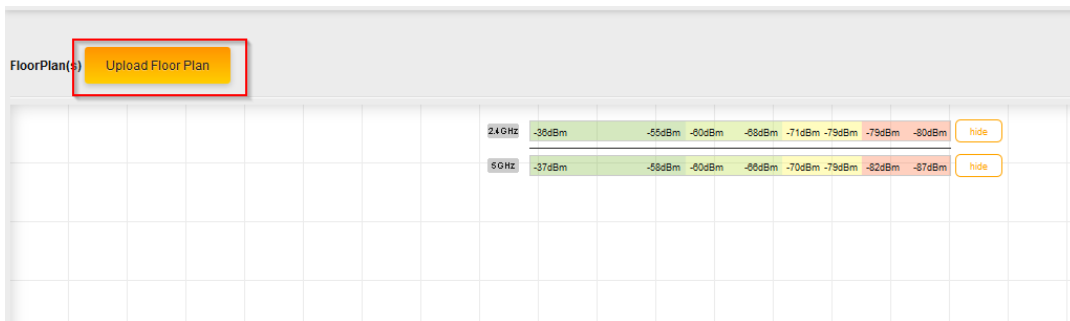 FloorPlan(s) Upload Floor Plan
2.4GHz -36dBm -55dBm -60dBm -68dBm -71dBm -79dBm -79dBm -80dBm hide
5GHz -37dBm -58dBm -60dBm -66dBm -70dBm -79dBm -82dBm -87dBm hide